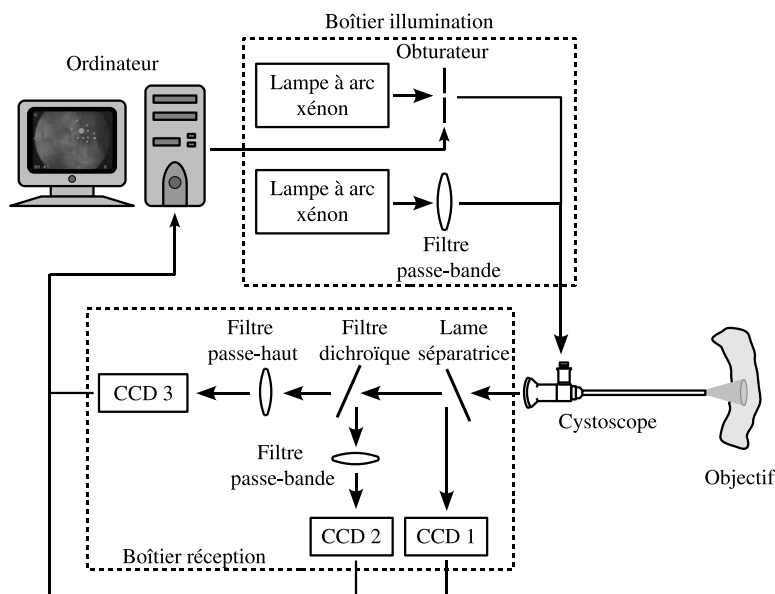 Boîtier illumination
Ordinateur
Obturateur
Lampe à arc
xénon
Lampe à arc
xénon
Filtre
passe-bande
Filtre
passe-haut
Filtre
dichroïque
Lame
séparatrice
CCD 3
Cystoscope
Objectif
Filtre
passe-bande
CCD 2
CCD 1
Boîtier réception